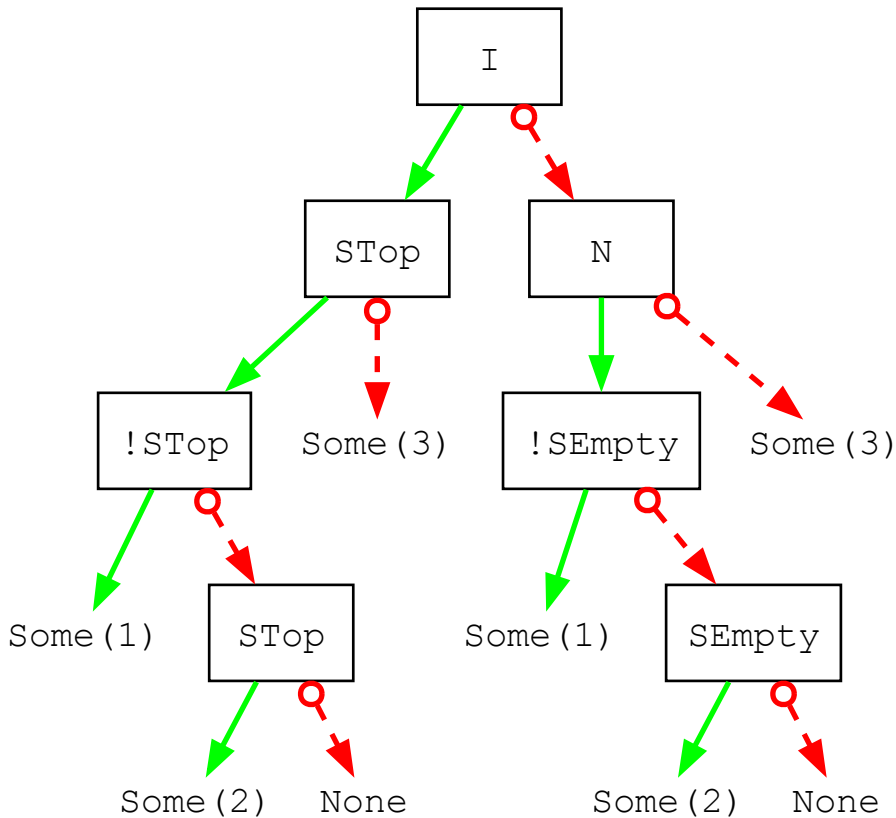 I
STop
N
!STop
Some(3)
!SEmpty
Some(3)
Some(1)
STop
Some(1)
SEmpty
Some(2)
None
Some(2)
None